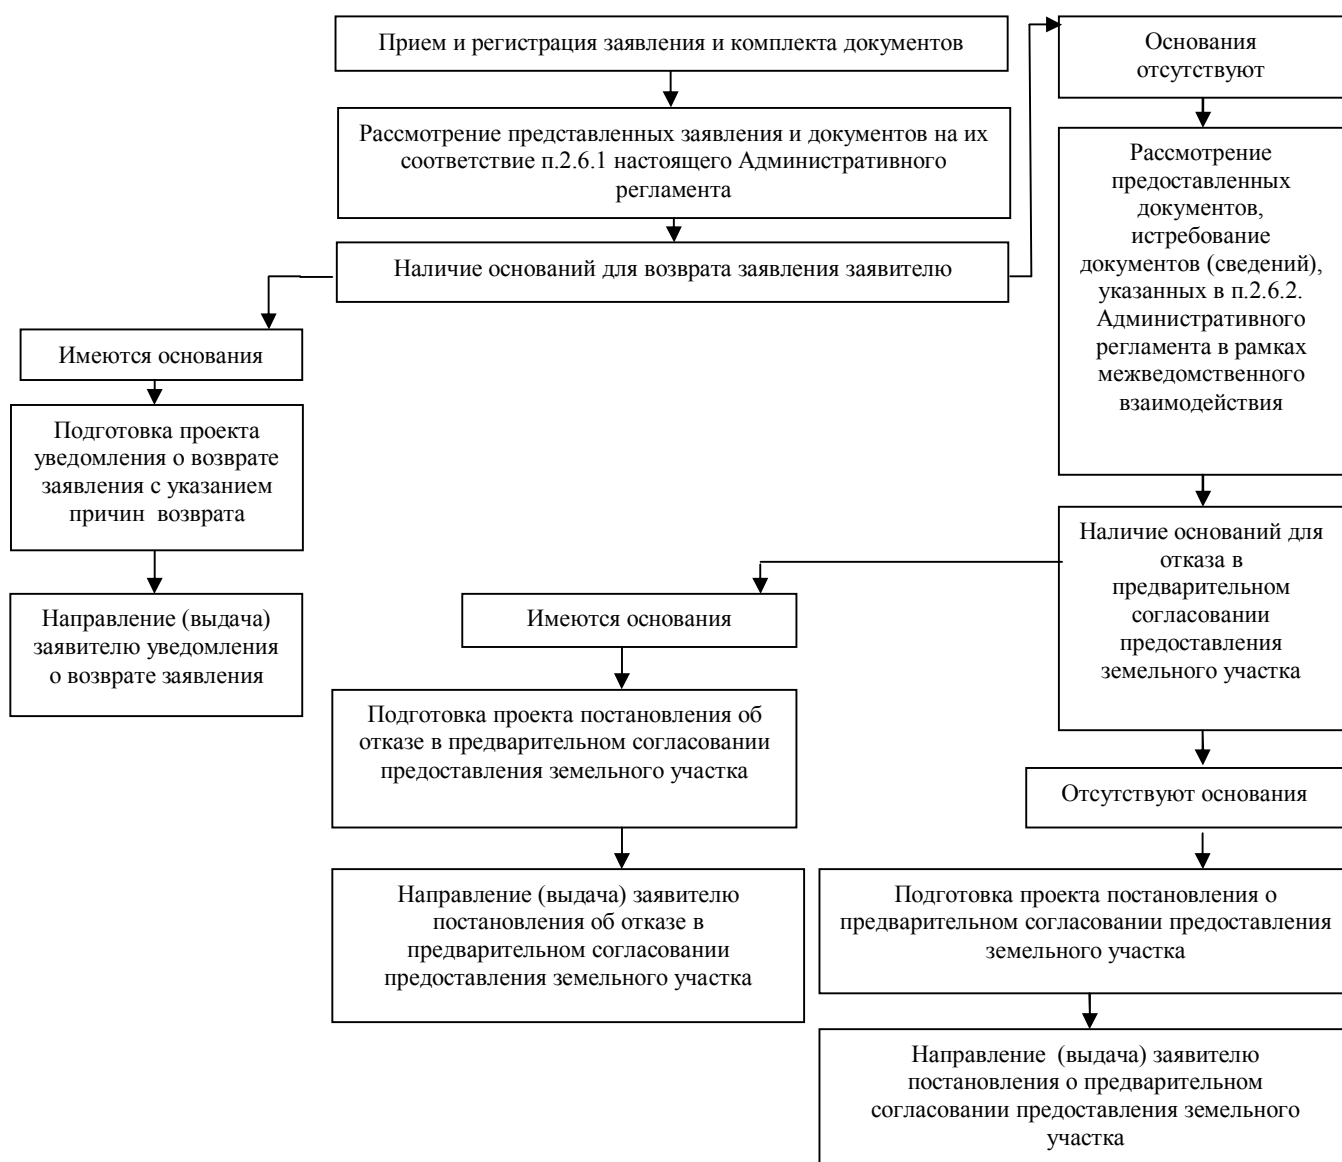 Прием и регистрация заявления и комплекта документов
Основания
отсутствуют
Рассмотрение представленных заявления и документов на их
соответствие п.2.6.1 настоящего Административного
регламента
Рассмотрение
предоставленных
документов,
истребование
документов (сведений),
указанных в п.2.6.2.
Административного
регламента в рамках
межведомственного
взаимодействия
Наличие оснований для возврата заявления заявителю
Имеются основания
Подготовка проекта
уведомления о возврате
заявления с указанием
причин  возврата
Направление (выдача)
заявителю уведомления
о возврате заявления
Наличие оснований для
отказа в
предварительном
согласовании
предоставления
земельного участка
Имеются основания
Подготовка проекта постановления об
отказе в предварительном согласовании
предоставления земельного участка
Направление (выдача) заявителю
постановления об отказе в
предварительном согласовании
предоставления земельного участка
Отсутствуют основания
Подготовка проекта постановления о
предварительном согласовании предоставления
земельного участка
Направление  (выдача) заявителю
постановления о предварительном
согласовании предоставления земельного
участка